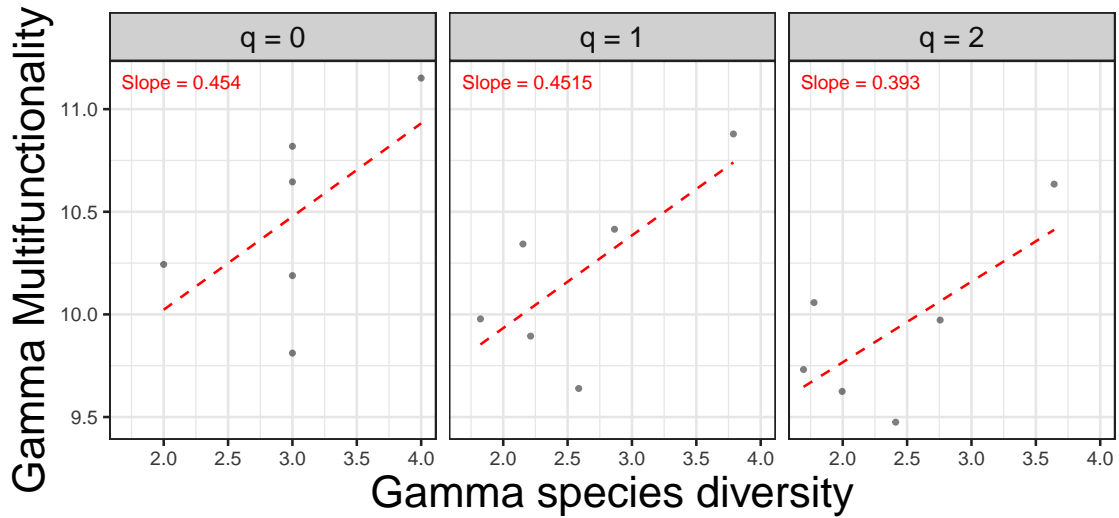 Gamma Multifunctionality
q = 0
q = 1
q = 2
Slope = 0.454
Slope = 0.4515
Slope = 0.393
11.0
10.5
10.0
9.5
2.0 2.5 3.0 3.5 4.0
2.0 2.5 3.0 3.5 4.0
2.0 2.5 3.0 3.5 4.0
Gamma species diversity